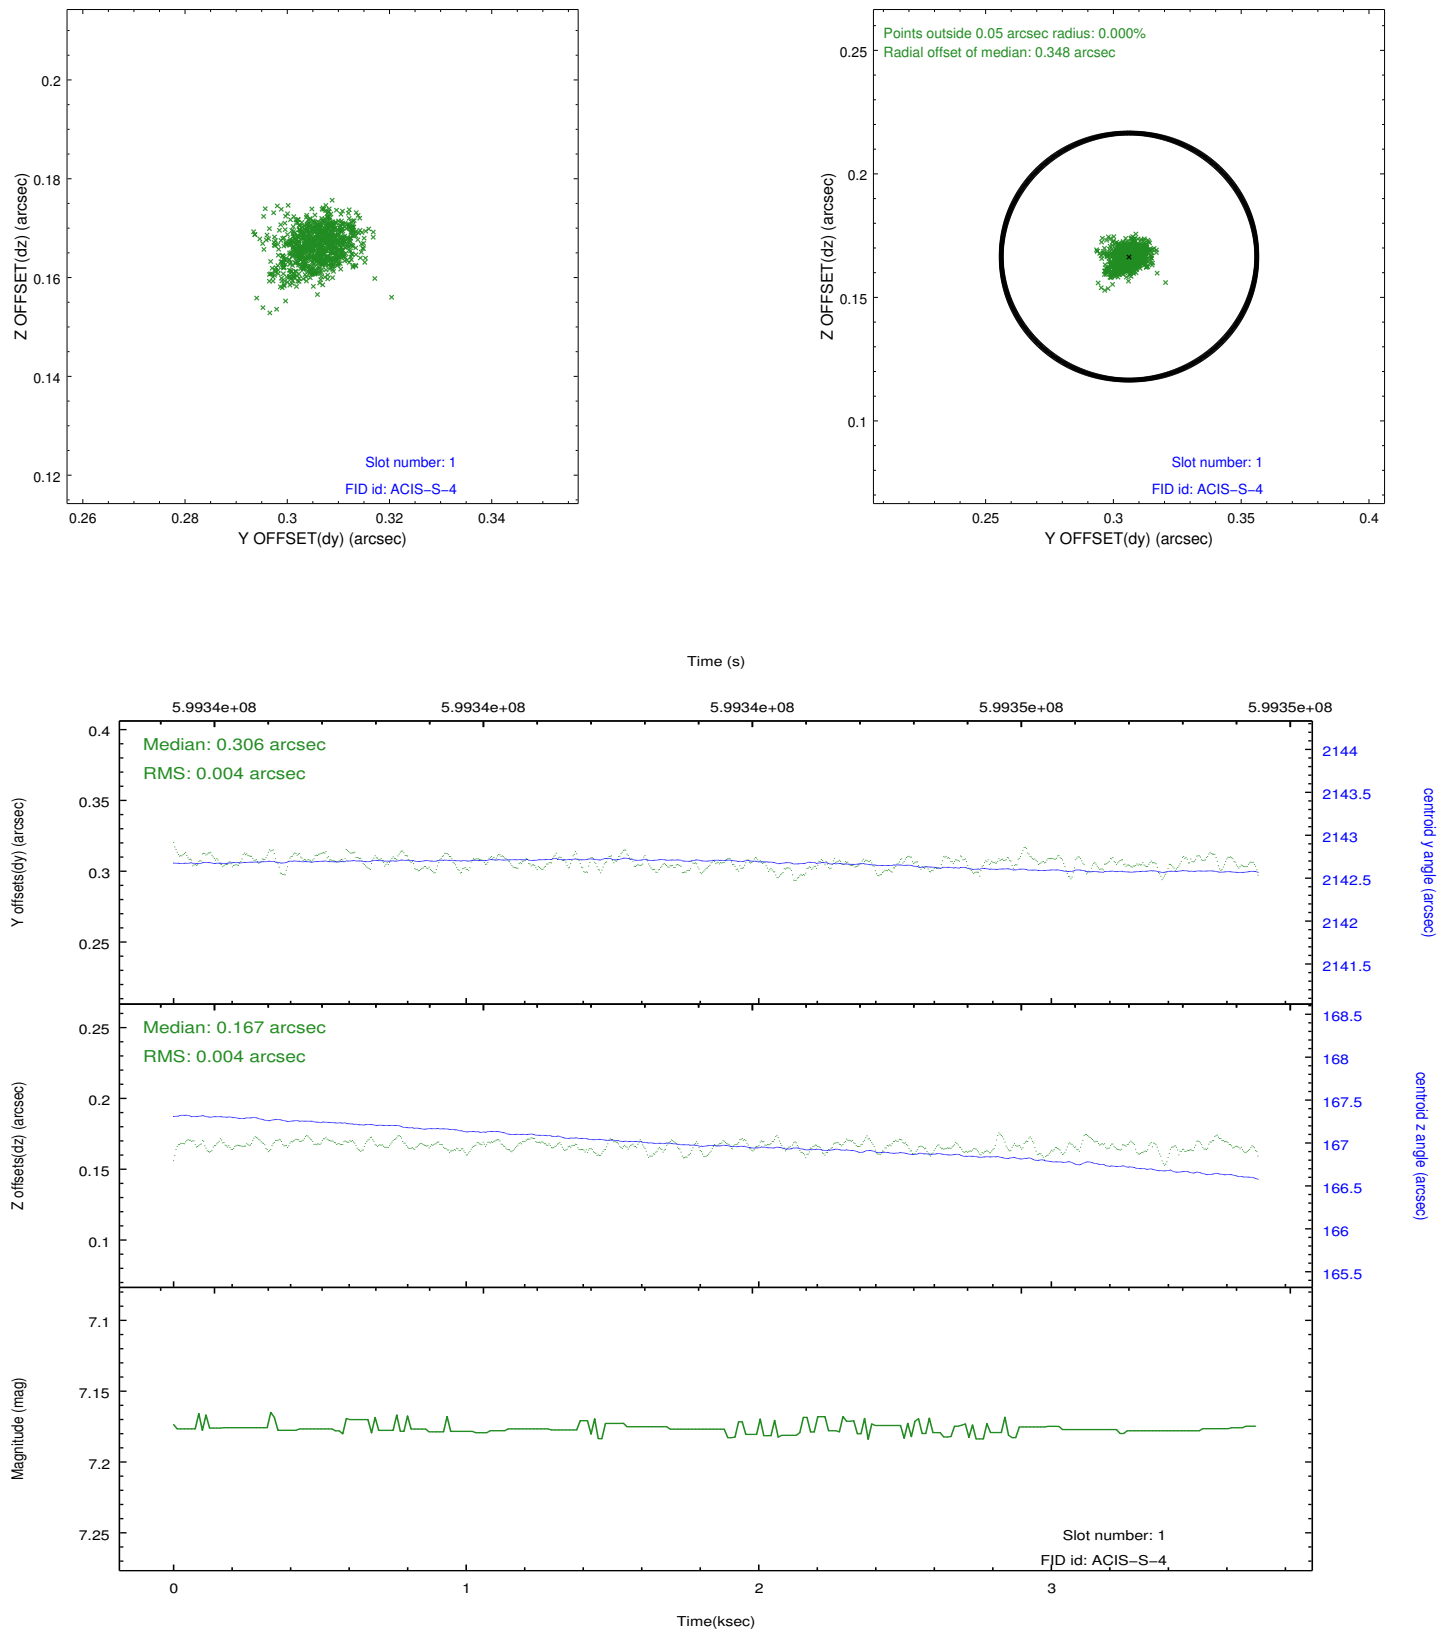 0.2
0.18
0.16
0.14
0.12
Z OFFSET(dz) (arcsec)
Slot number: 1
FID id: ACIS−S−4
0.26 0.28 0.3 0.32 0.34
Y OFFSET(dy) (arcsec)
Points outside 0.05 arcsec radius: 0.000%
Radial offset of median: 0.348 arcsec
0.25
0.2
0.15
0.1
Z OFFSET(dz) (arcsec)
Slot number: 1
FID id: ACIS−S−4
0.25 0.3 0.35 0.4
Y OFFSET(dy) (arcsec)
Time (s)
5.9934e+08 5.9934e+08 5.9934e+08 5.9935e+08 5.9935e+08
Median: 0.306 arcsec
RMS: 0.004 arcsec
0.4
0.35
0.3
0.25
Y offsets(dy) (arcsec)
2144
2143.5
2143
2142.5
2142
2141.5
centroid y angle (arcsec)
Median: 0.167 arcsec
RMS: 0.004 arcsec
0.25
0.2
0.15
0.1
Z offsets(dz) (arcsec)
168.5
168
167.5
167
166.5
166
165.5
centroid z angle (arcsec)
7.1
7.15
7.2
7.25
Magnitude (mag)
Slot number: 1
FID id: ACIS−S−4
0 1 2 3
Time(ksec)